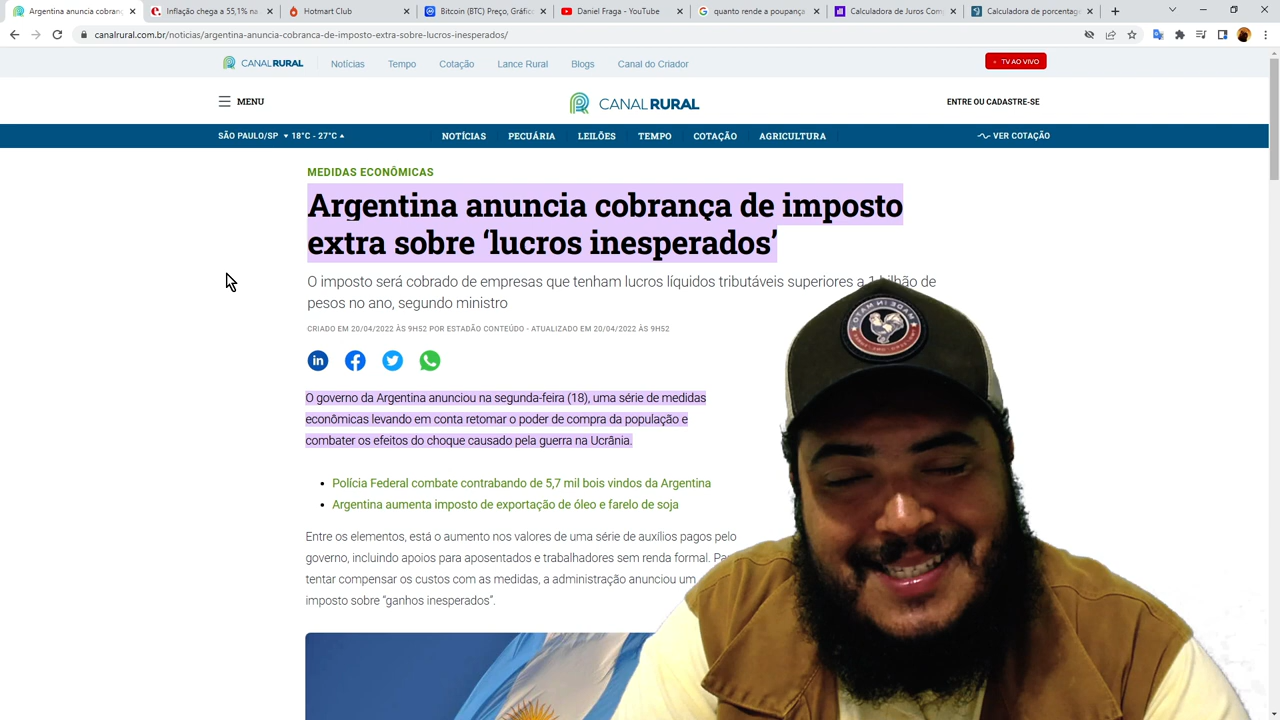 Argentina anuncia cobranç
Inflação chega a 55,1% na
Hotmart Club
Bitcoin (BTC) Preço, Gráfic
Daniel Fraga - YouTube
quanto rende a poupança
Calculadora de Juros Com
Calculadora de porcentage
canalrural.com.br/noticias/argentina-anuncia-cobranca-de-imposto-extra-sobre-lucros-inesperados/
CANALRURAL Notícias Tempo Cotação Lance Rural Blogs Canal do Criador TV AO VIVO
MENU CANALRURAL ENTRE OU CADASTRE-SE
SÃO PAULO/SP 18°C - 27°C NOTÍCIAS PECUÁRIA LEILÕES TEMPO COTAÇÃO AGRICULTURA VER COTAÇÃO
MEDIDAS ECONÔMICAS
Argentina anuncia cobrança de imposto
extra sobre ‘lucros inesperados’
O imposto será cobrado de empresas que tenham lucros líquidos tributáveis superiores a 1 bilhão de
pesos no ano, segundo ministro
CRIADO EM 20/04/2022 ÀS 9H52 POR ESTADÃO CONTEÚDO - ATUALIZADO EM 20/04/2022 ÀS 9H52
in
O governo da Argentina anunciou na segunda-feira (18), uma série de medidas
econômicas levando em conta retomar o poder de compra da população e
combater os efeitos do choque causado pela guerra na Ucrânia.
Polícia Federal combate contrabando de 5,7 mil bois vindos da Argentina
Argentina aumenta imposto de exportação de óleo e farelo de soja
Entre os elementos, está o aumento nos valores de uma série de auxílios pagos pelo
governo, incluindo apoios para aposentados e trabalhadores sem renda formal. Pa
tentar compensar os custos com as medidas, a administração anunciou um
imposto sobre “ganhos inesperados”.